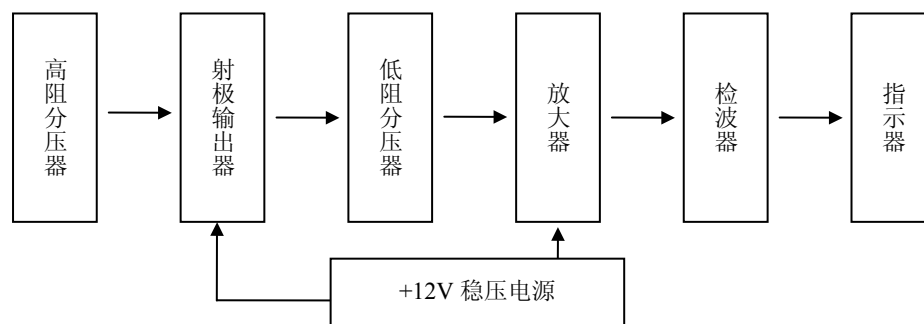 高阻分压器
射极输出器
低阻分压器
放大器
检波器
指示器
+12V 稳压电源